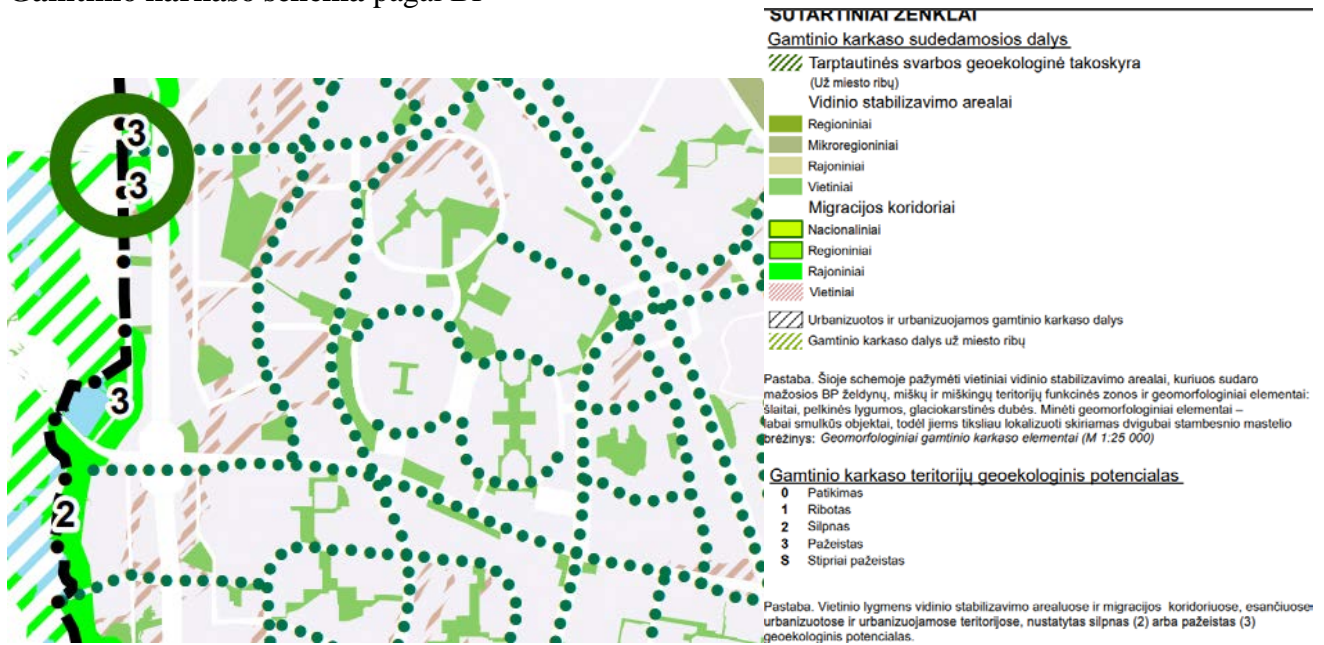 Gamtinio karkaso schema pagal BP
SUTARTINIAI ŽENKLAI
Gamtinio karkaso sudedamosios dalys
Tarptautinės svarbos geoekologinė takoskyra
(Už miesto ribų)
Vidinio stabilizavimo arealai
Regioniniai
Mikroregioniniai
Rajoniniai
Vietiniai
Migracijos koridoriai
Nacionaliniai
Regioniniai
Rajoniniai
Vietiniai
Urbanizuotos ir urbanizuojamos gamtinio karkaso dalys
Gamtinio karkaso dalys už miesto ribų
Pastaba. Šioje schemoje pažymėti vietiniai vidinio stabilizavimo arealai, kuriuos sudaro
mažosios BP želdynų, miškų ir miškingų teritorijų funkcinės zonos ir geomorfologiniai elementai:
šlaitai, pelkinės lygumos, glaciokarstinės dubės. Minėti geomorfologiniai elementai –
labai smulkūs objektai, todėl jiems tiksliau lokalizuoti skiriamas dvigubai stambesnio mastelio
brėžinys: Geomorfologiniai gamtinio karkaso elementai (M 1:25 000)
Gamtinio karkaso teritorijų geoekologinis potencialas
0 Patikimas
1 Ribotas
2 Silpnas
3 Pažeistas
S Stipriai pažeistas
Pastaba. Vietinio lygmens vidinio stabilizavimo arealuose ir migracijos koridoriuose, esančiuose
urbanizuotose ir urbanizuojamose teritorijose, nustatytas silpnas (2) arba pažeistas (3)
geoekologinis potencialas.
3
3
3
2